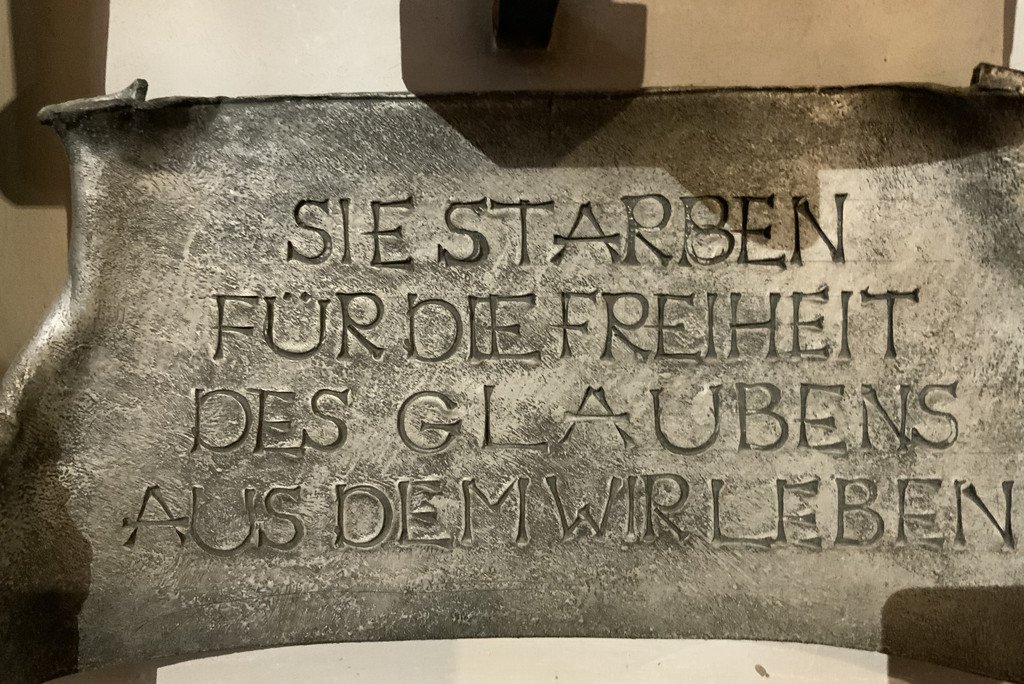 SIE STARBEN
FÜR DIE FREIHEIT
DES GLAUBENS
AUS DEM WIR LEBEN